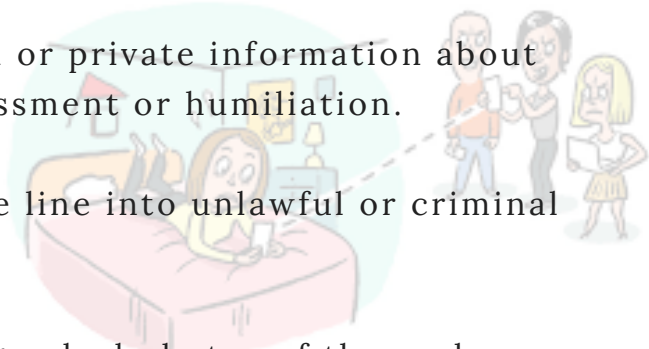 or private information about
ssment or humiliation.
e line into unlawful or criminal